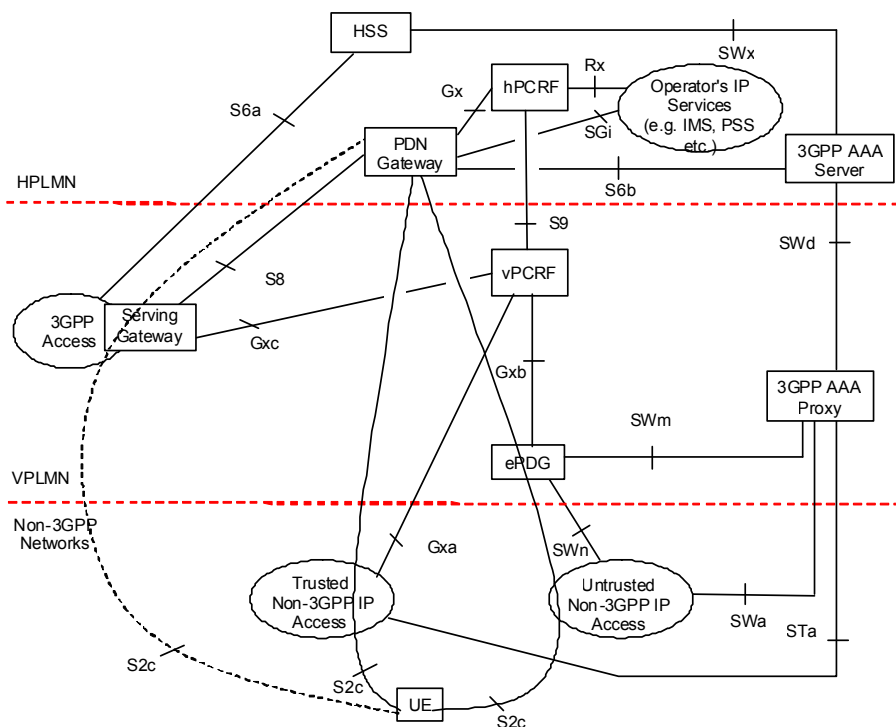 HSS
SWx
Rx
hPCRF
Gx
Operator's IP
Services
(e.g. IMS, PSS
etc.)
SGi
S6a
PDN
Gateway
3GPP AAA
Server
S6b
HPLMN
S9
SWd
S8
vPCRF
3GPP
Access
Serving
Gateway
Gxc
Gxb
3GPP AAA
Proxy
SWm
ePDG
VPLMN
Non-3GPP
Networks
Gxa
SWn
Trusted
Non-3GPP IP
Access
Untrusted
Non-3GPP IP
Access
SWa
STa
S2c
S2c
UE
S2c